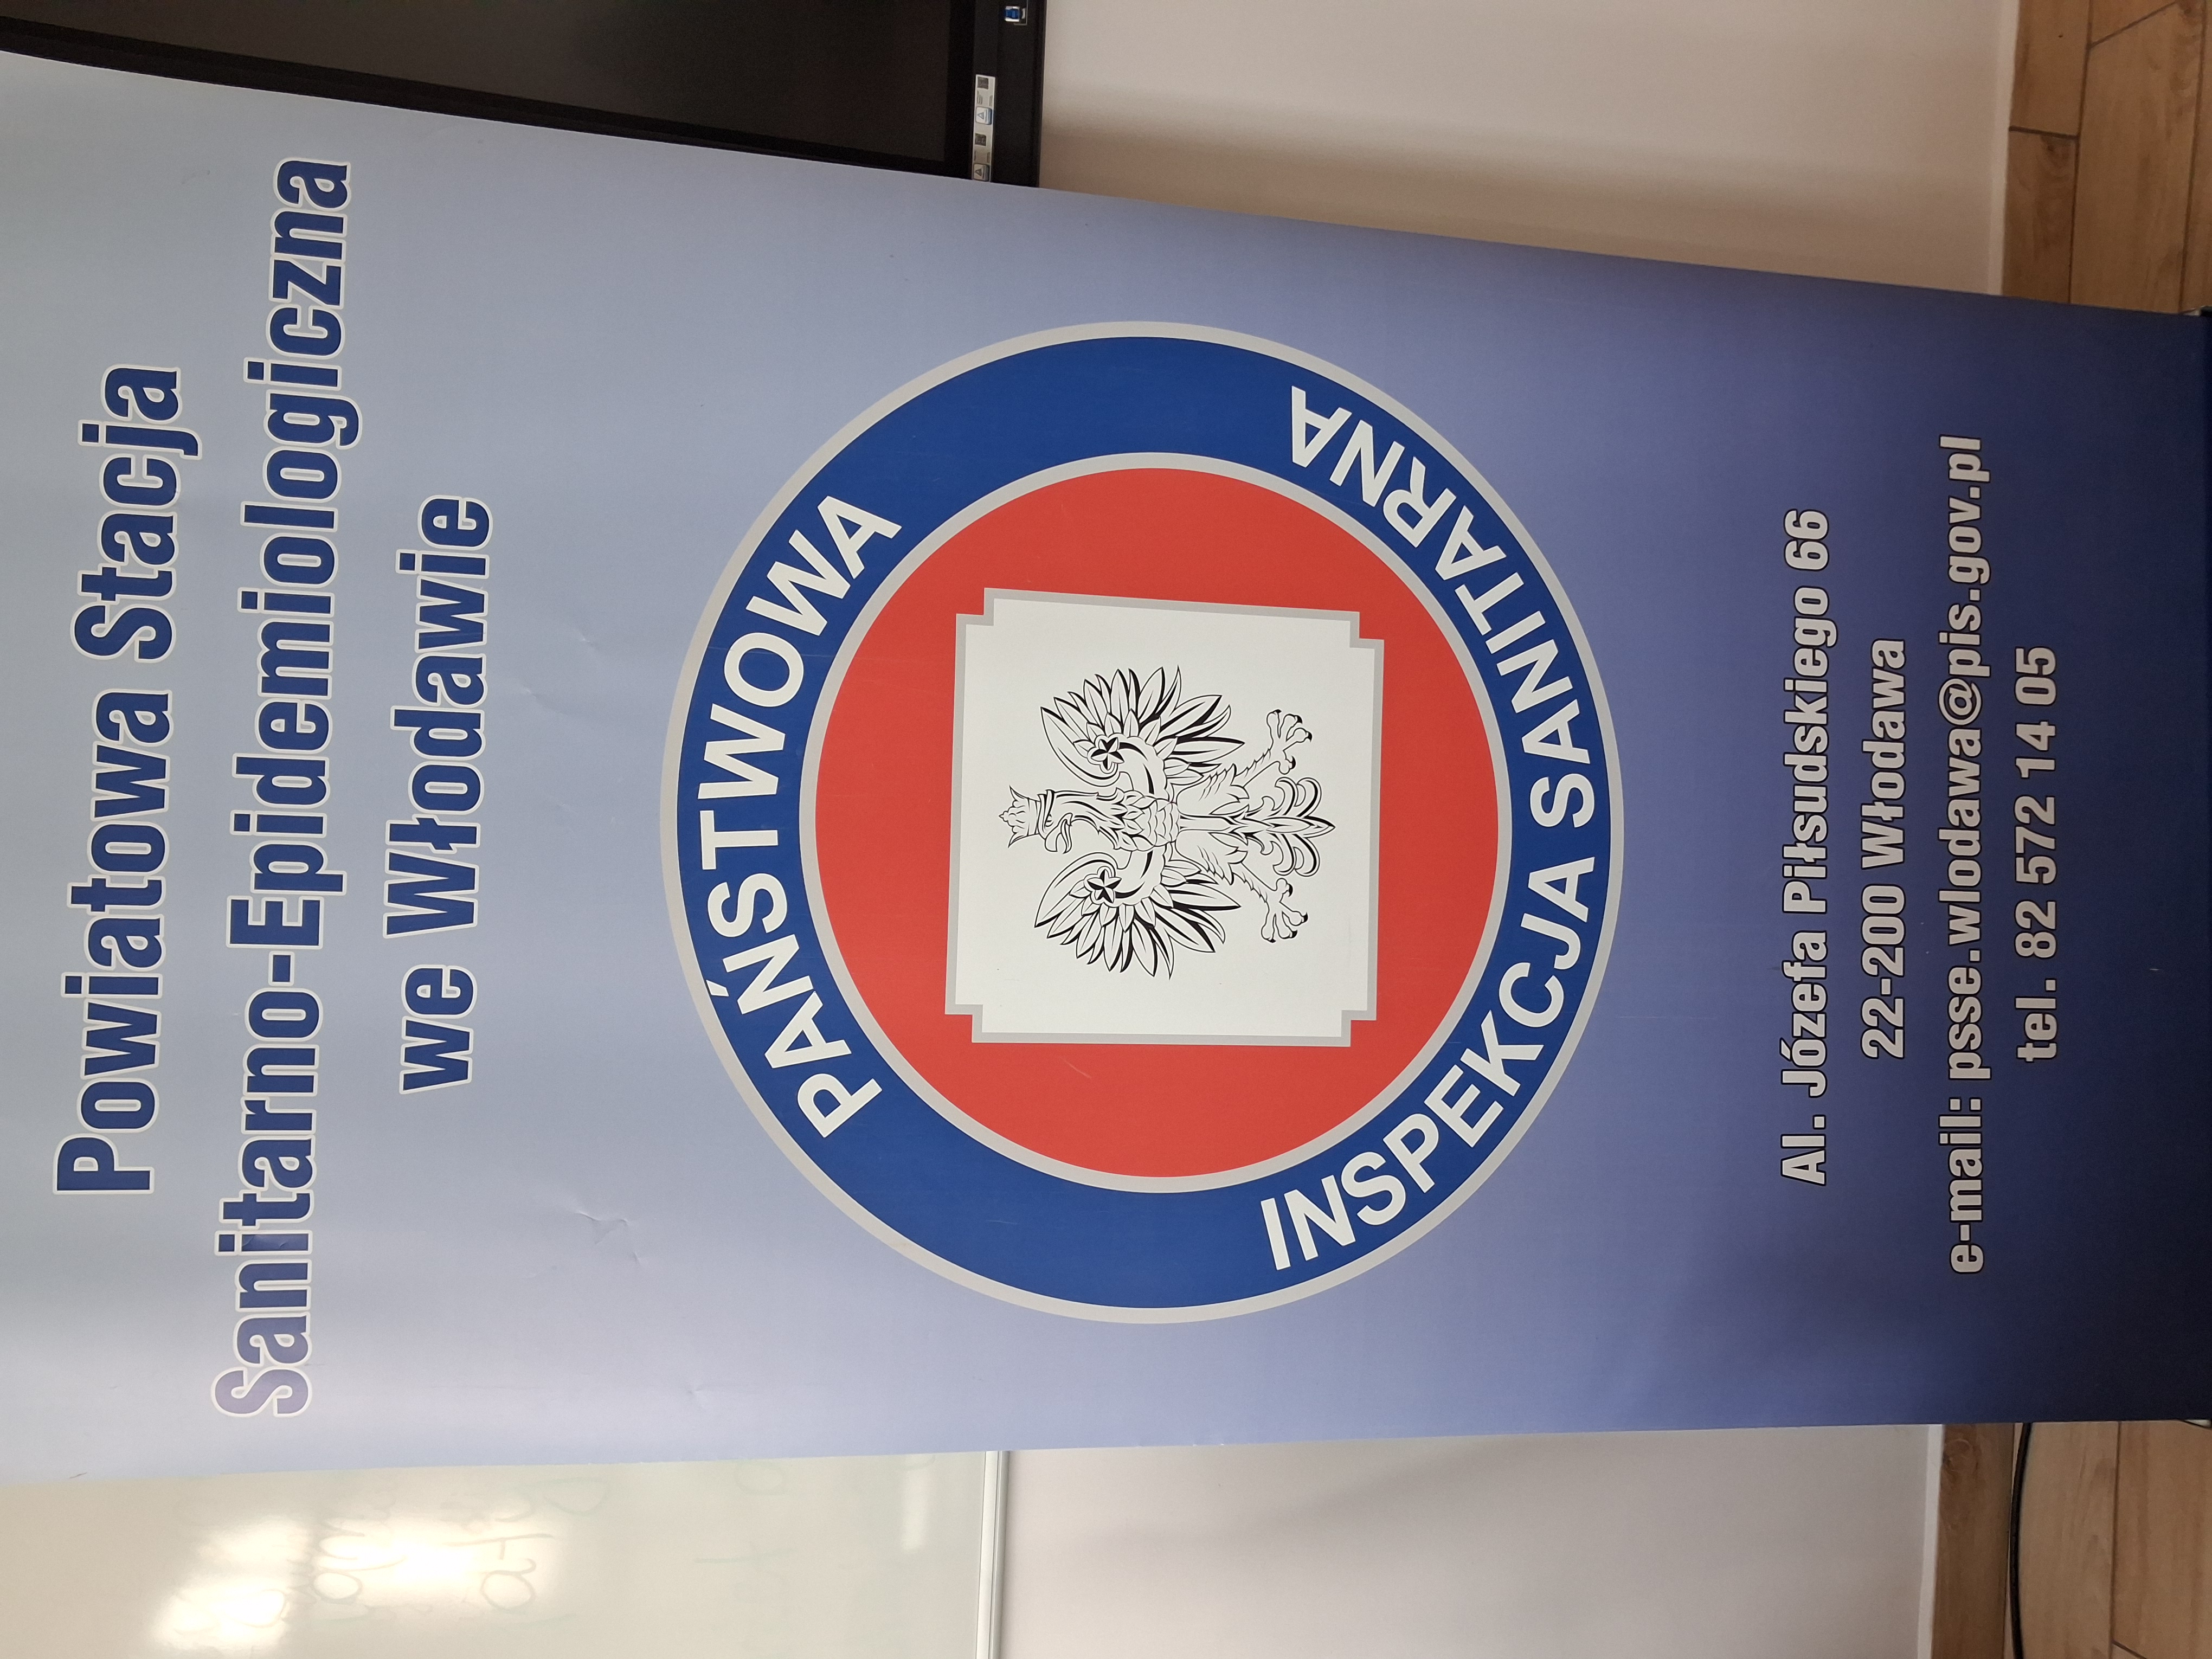 Powiatowa Stacja
Sanitarno-Epidemiologiczna
we Włodawie
PAŃSTWOWA
INSPEKCJA SANITARNA
Al. Józefa Piłsudskiego 66
22-200 Włodawa
e-mail: psse.wlodawa@pis.gov.pl
tel. 82 572 14 05